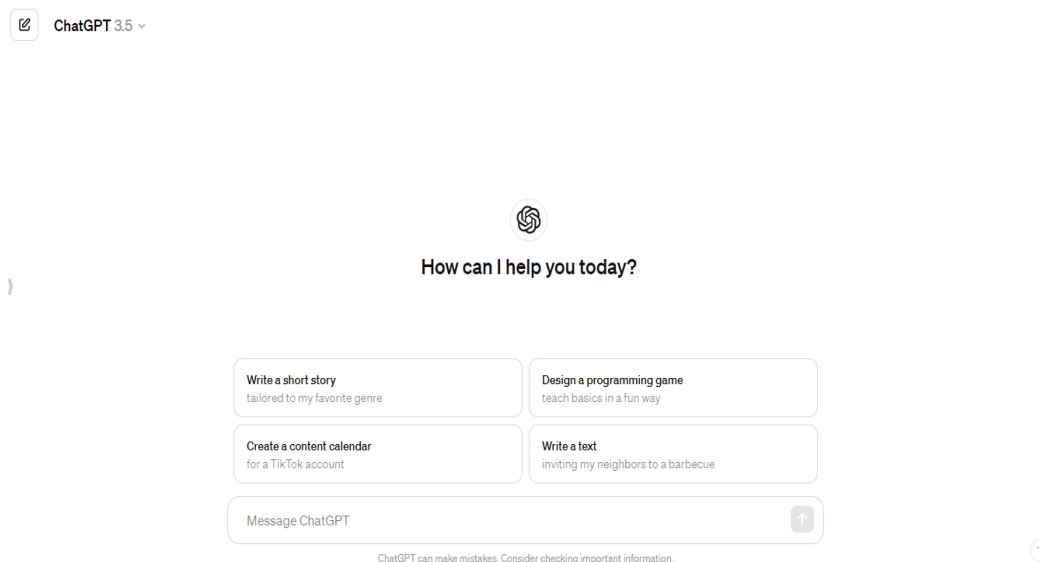 ChatGPT 3.5
How can I help you today?
Write a short story
tailored to my favorite genre
Design a programming game
teach basics in a fun way
Create a content calendar
for a TikTok account
Write a text
inviting my neighbors to a barbecue
Message ChatGPT
ChatGPT can make mistakes. Consider checking important information.